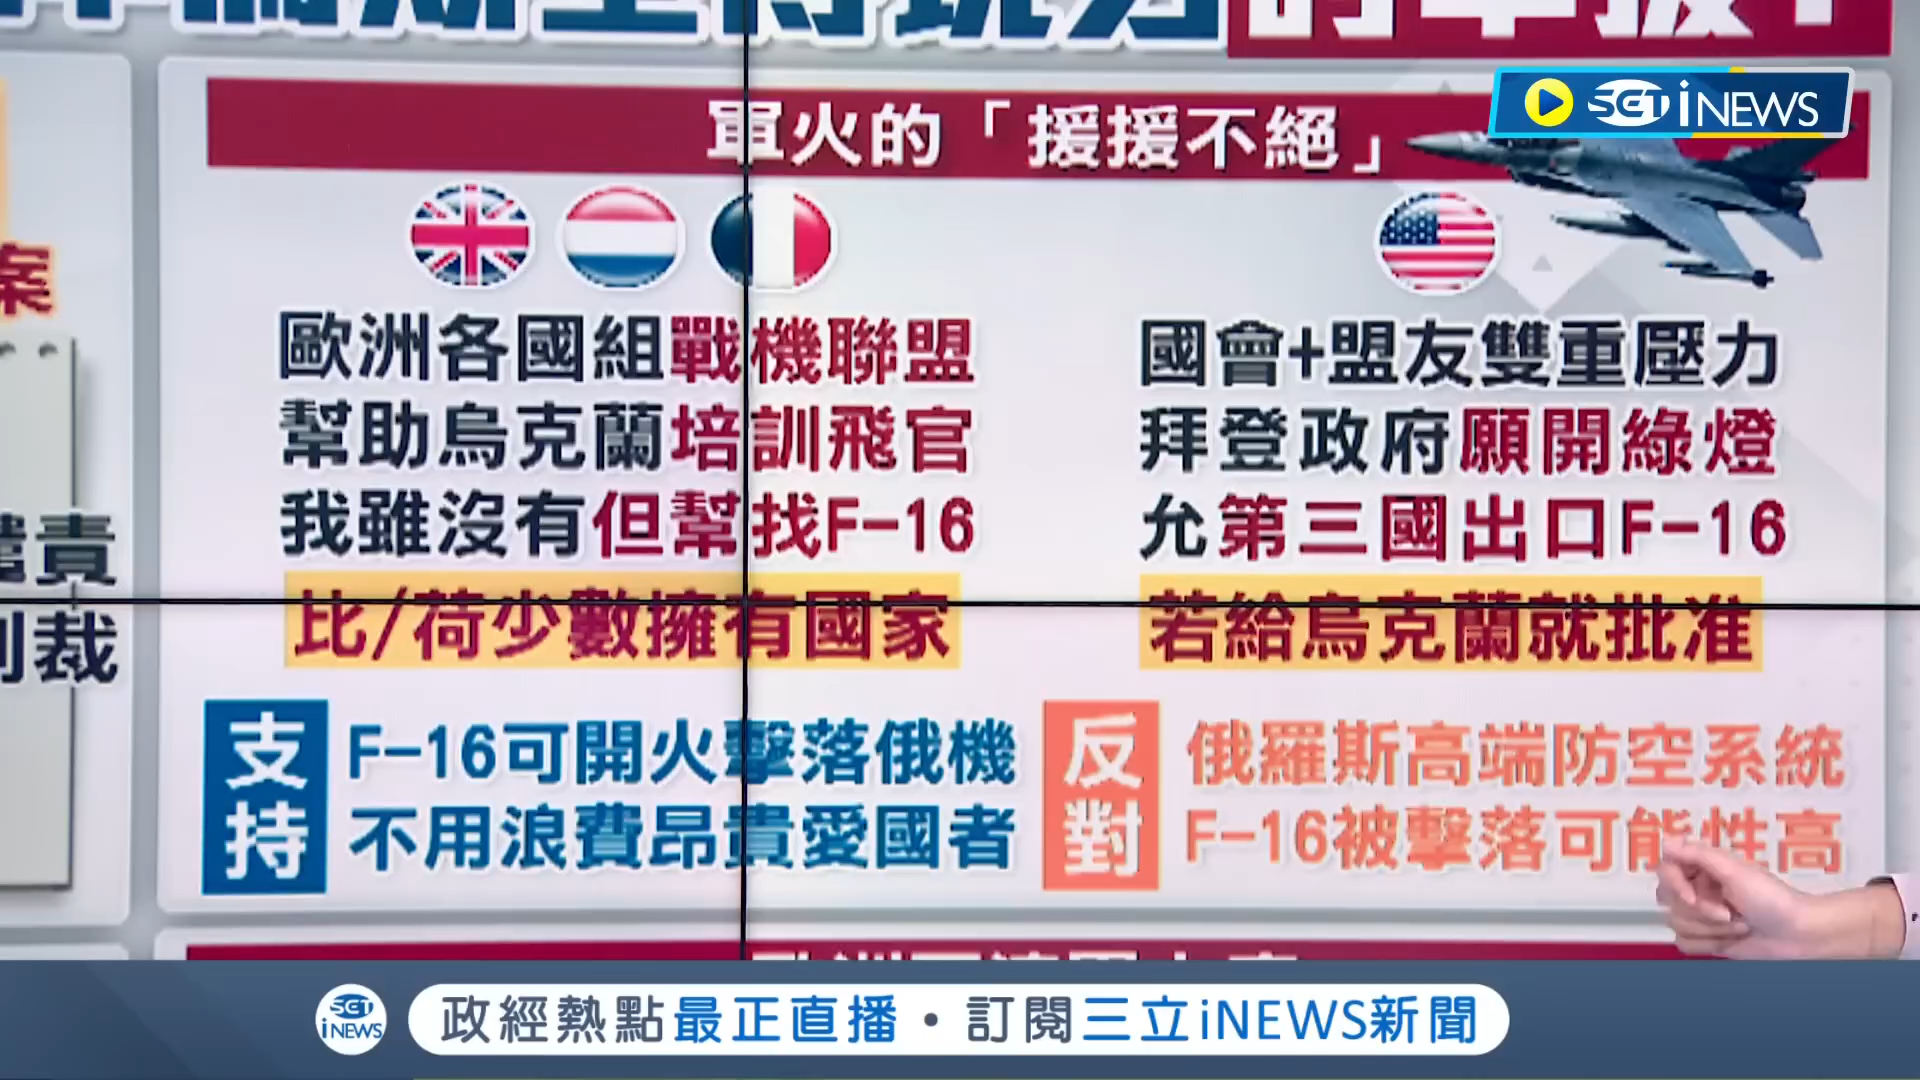 軍火的「援援不絕」
SETiNEWS
案
歐洲各國組戰機聯盟
幫助烏克蘭培訓飛官
我雖沒有但幫找F-16
比/荷少數擁有國家
國會+盟友雙重壓力
拜登政府願開綠燈
允第三國出口F-16
若給烏克蘭就批准
譴責
制裁
支持
F-16可開火擊落俄機
不用浪費昂貴愛國者
反對
俄羅斯高端防空系統
F-16被擊落可能性高
SET iNEWS
政經熱點最正直播・訂閱三立iNEWS新聞